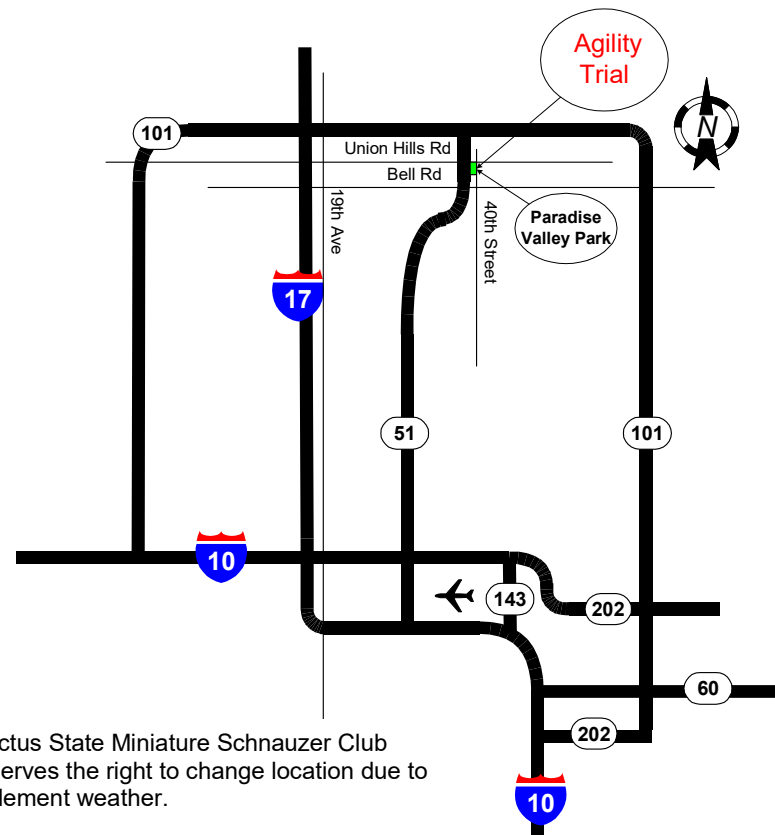 Agility
Trial
101
N
Union Hills Rd
Bell Rd
19th Ave
40th Street
Paradise
Valley Park
17
51
101
10
143
202
60
202
10
ctus State Miniature Schnauzer Club
serves the right to change location due to
lement weather.